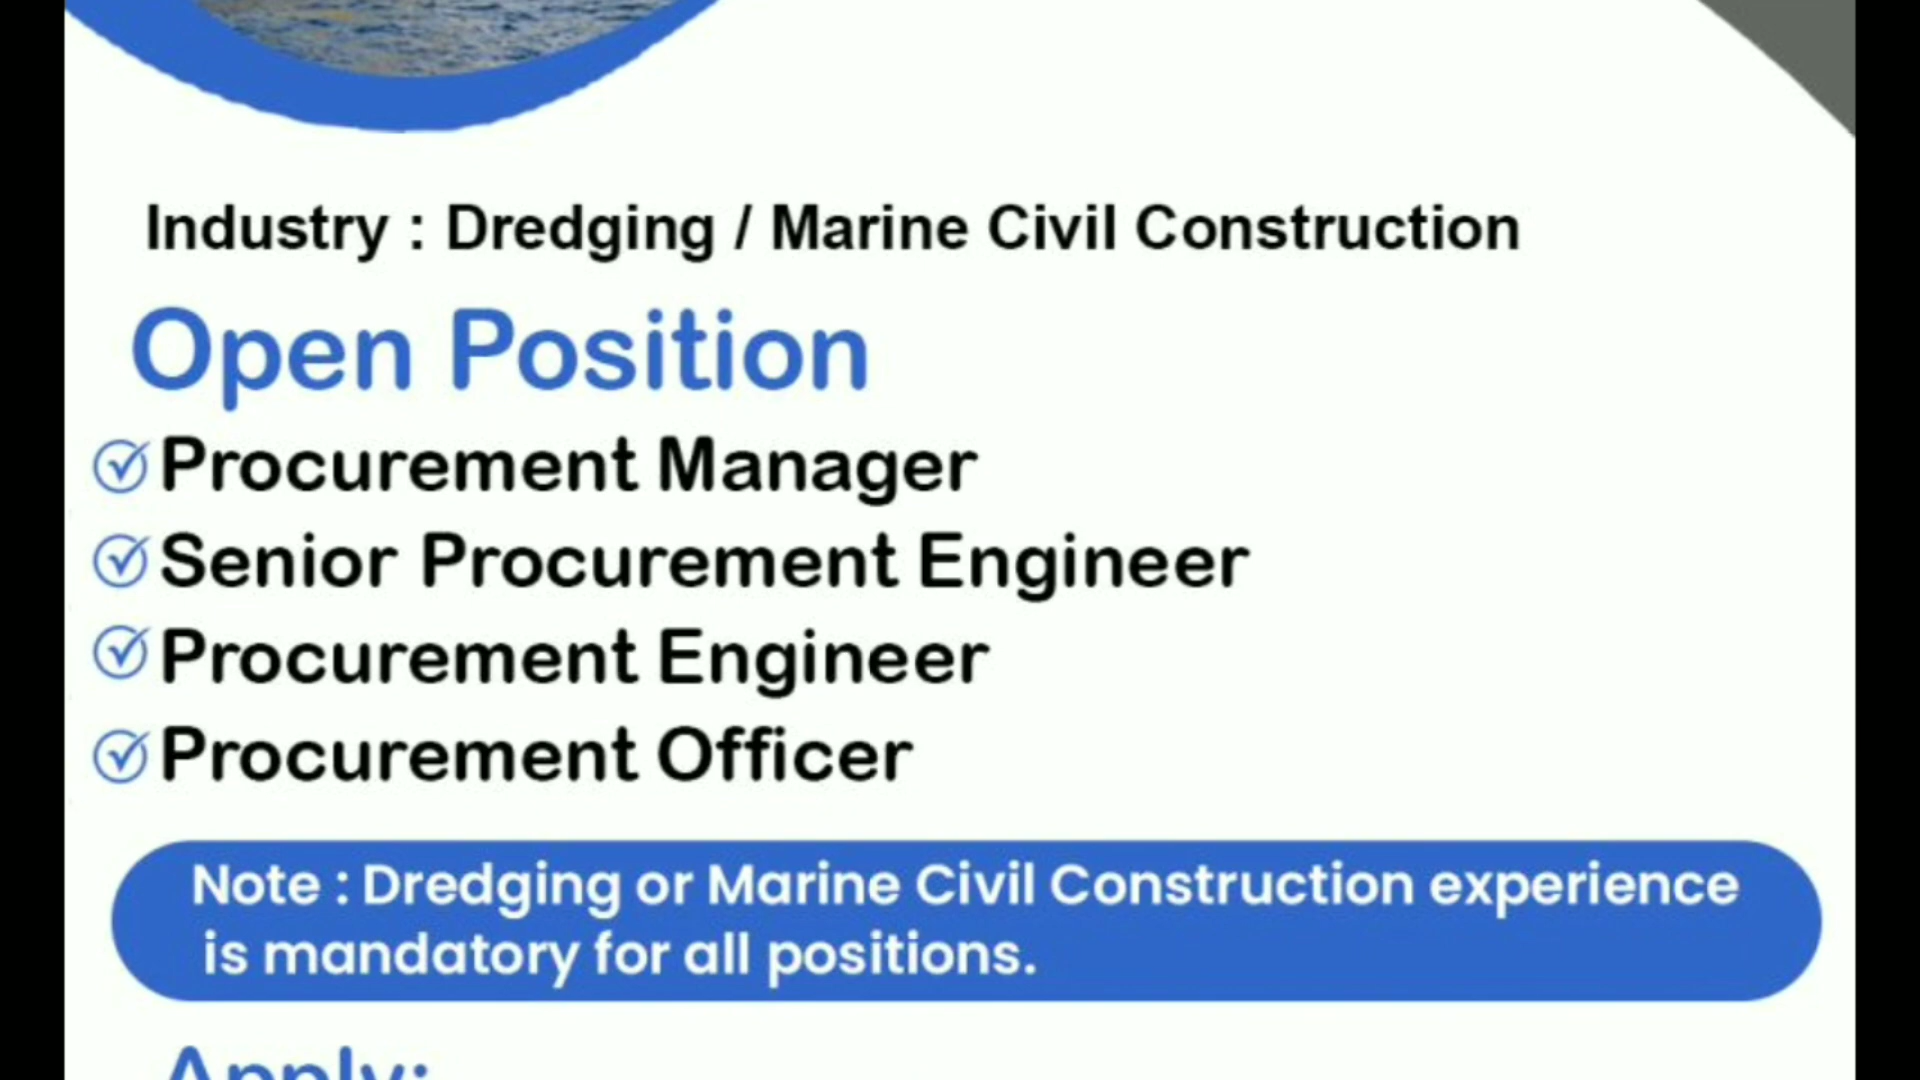 Industry : Dredging / Marine Civil Construction
Open Position
Procurement Manager
Senior Procurement Engineer
Procurement Engineer
Procurement Officer
Note : Dredging or Marine Civil Construction experience
is mandatory for all positions.
Apply: